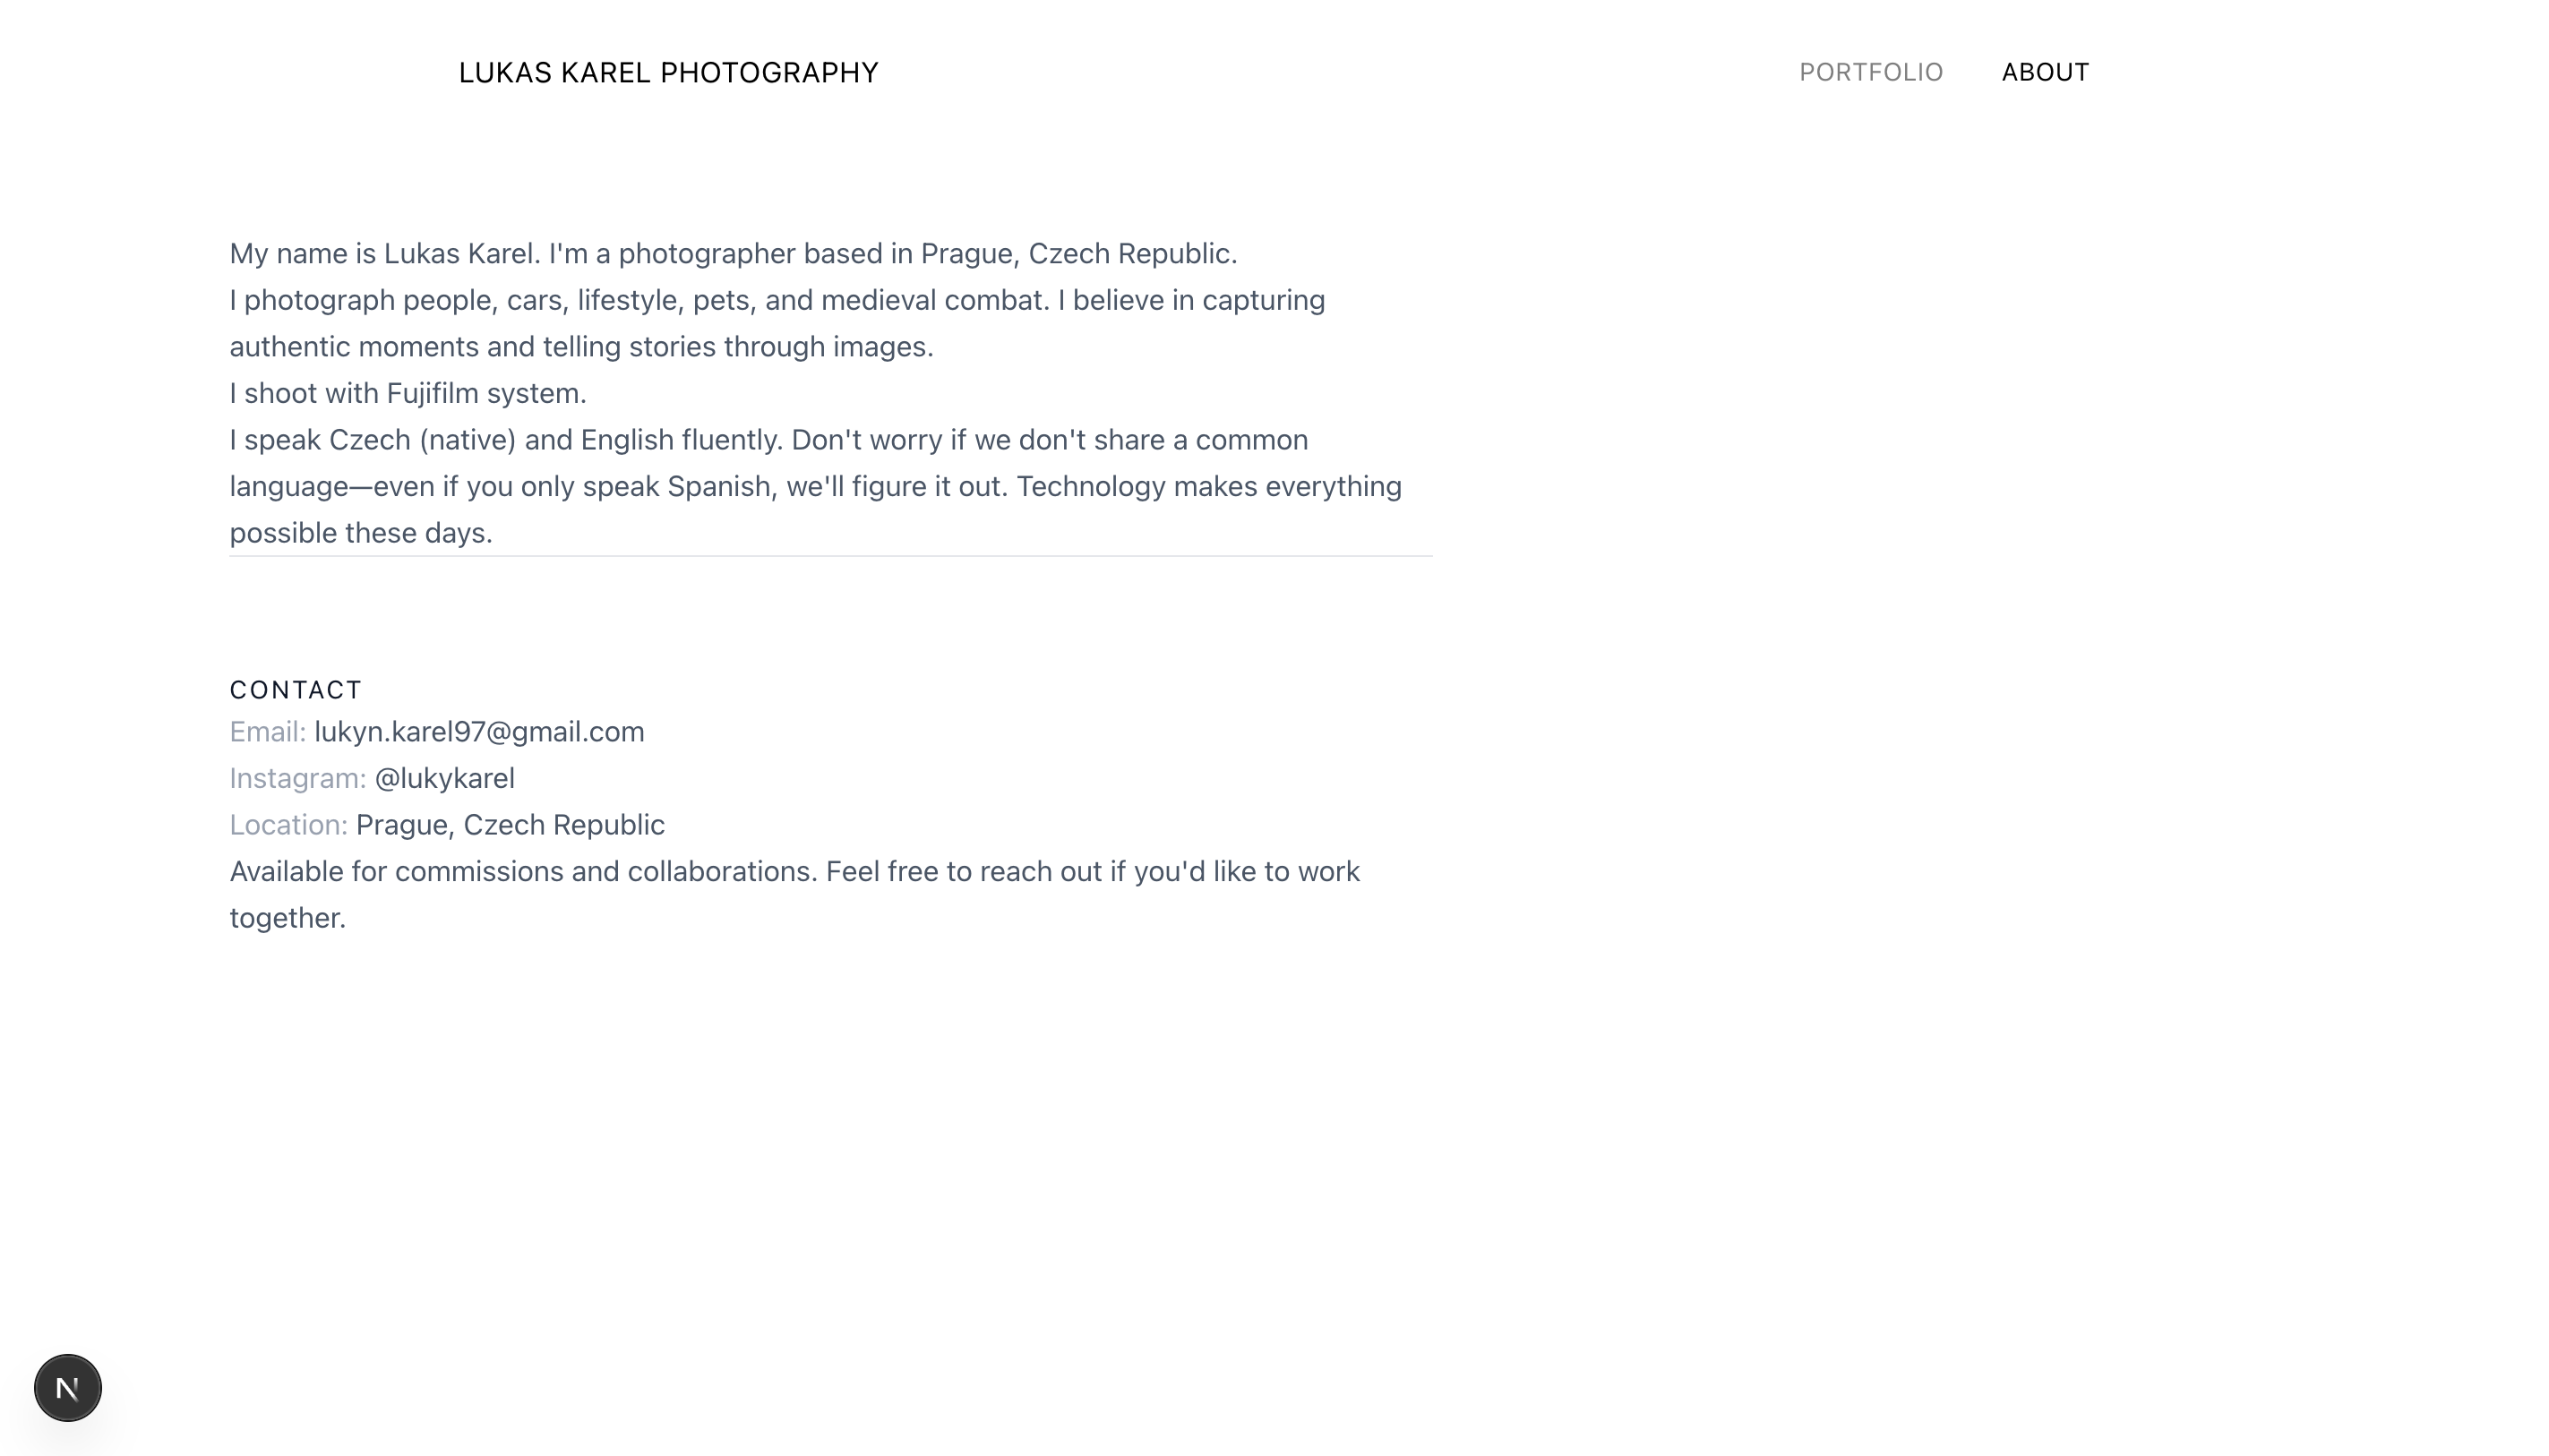 LUKAS KAREL PHOTOGRAPHY
PORTFOLIO
ABOUT
My name is Lukas Karel. I'm a photographer based in Prague, Czech Republic.
I photograph people, cars, lifestyle, pets, and medieval combat. I believe in capturing
authentic moments and telling stories through images.
I shoot with Fujifilm system.
I speak Czech (native) and English fluently. Don't worry if we don't share a common
language—even if you only speak Spanish, we'll figure it out. Technology makes everything
possible these days.
CONTACT
Email: lukyn.karel97@gmail.com
Instagram: @lukykarel
Location: Prague, Czech Republic
Available for commissions and collaborations. Feel free to reach out if you'd like to work
together.
N